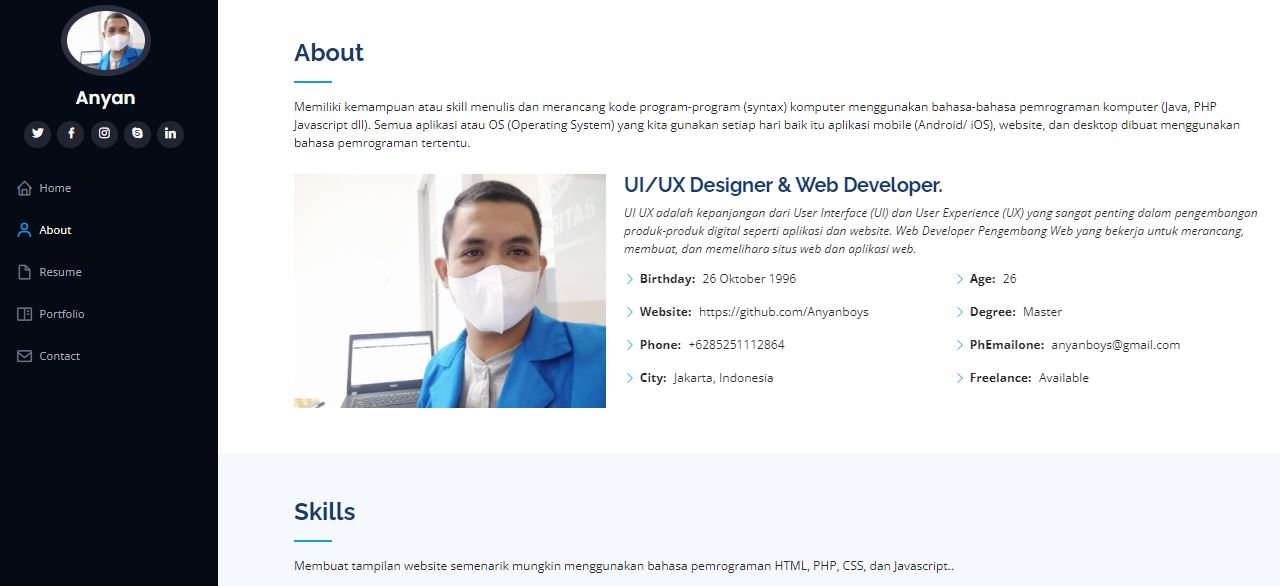 Anyan
Home
About
Resume
Portfolio
Contact
About
Memiliki kemampuan atau skill menulis dan merancang kode program-program (syntax) komputer menggunakan bahasa-bahasa pemrograman komputer (Java, PHP
Javascript dll). Semua aplikasi atau OS (Operating System) yang kita gunakan setiap hari baik itu aplikasi mobile (Android/ iOS), website, dan desktop dibuat menggunakan
bahasa pemrograman tertentu.
UI/UX Designer & Web Developer.
UI UX adalah kepanjangan dari User Interface (UI) dan User Experience (UX) yang sangat penting dalam pengembangan
produk-produk digital seperti aplikasi dan website. Web Developer Pengembang Web yang bekerja untuk merancang,
membuat, dan memelihara situs web dan aplikasi web.
Birthday: 26 Oktober 1996
Age: 26
Website: https://github.com/Anyanboys
Degree: Master
Phone: +6285251112864
PhEmailone: anyanboys@gmail.com
City: Jakarta, Indonesia
Freelance: Available
Skills
Membuat tampilan website semenarik mungkin menggunakan bahasa pemrograman HTML, PHP, CSS, dan Javascript..